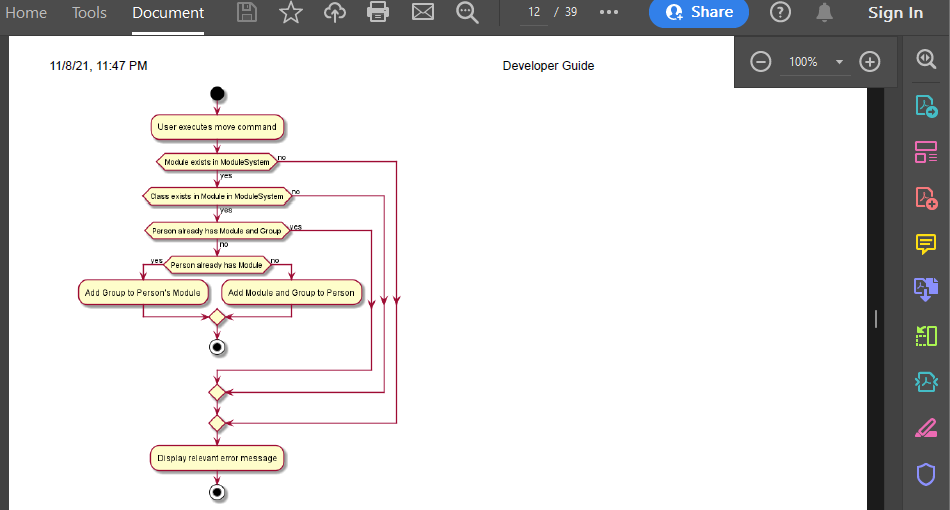 Home Tools Document 12 / 39 Share Sign In
11/8/21, 11:47 PM Developer Guide 100%
User executes move command
Module exists in ModuleSystem no
yes
Class exists in Module in ModuleSystem no
yes
Person already has Module and Group yes
no
yes Person already has Module no
Add Group to Person's Module Add Module and Group to Person
Display relevant error message